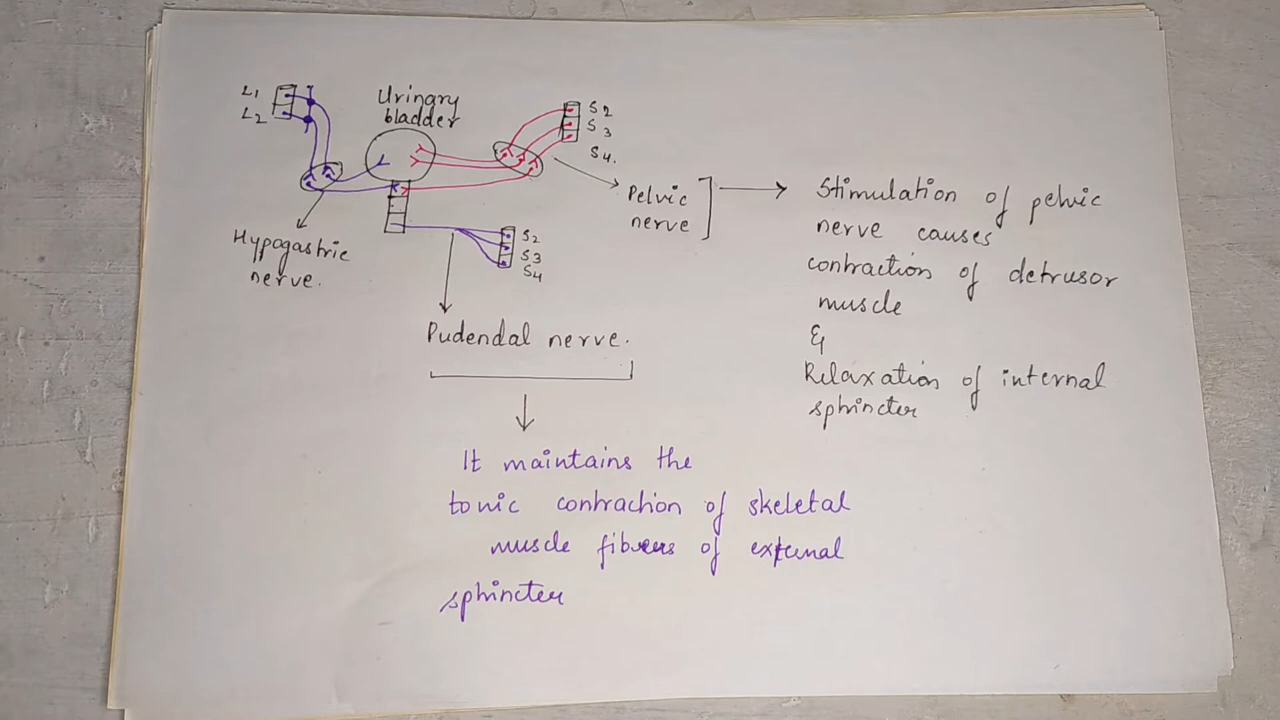 L1
L2
Urinary
bladder
S2
S3
S4.
Hypogastric
nerve.
S2
S3
S4
Pelvic
nerve
Pudendal nerve.
Stimulation of pelvic
nerve causes
contraction of detrusor
muscle
&
Relaxation of internal
sphincter
It maintains the
tonic contraction of skeletal
muscle fibers of external
sphincter